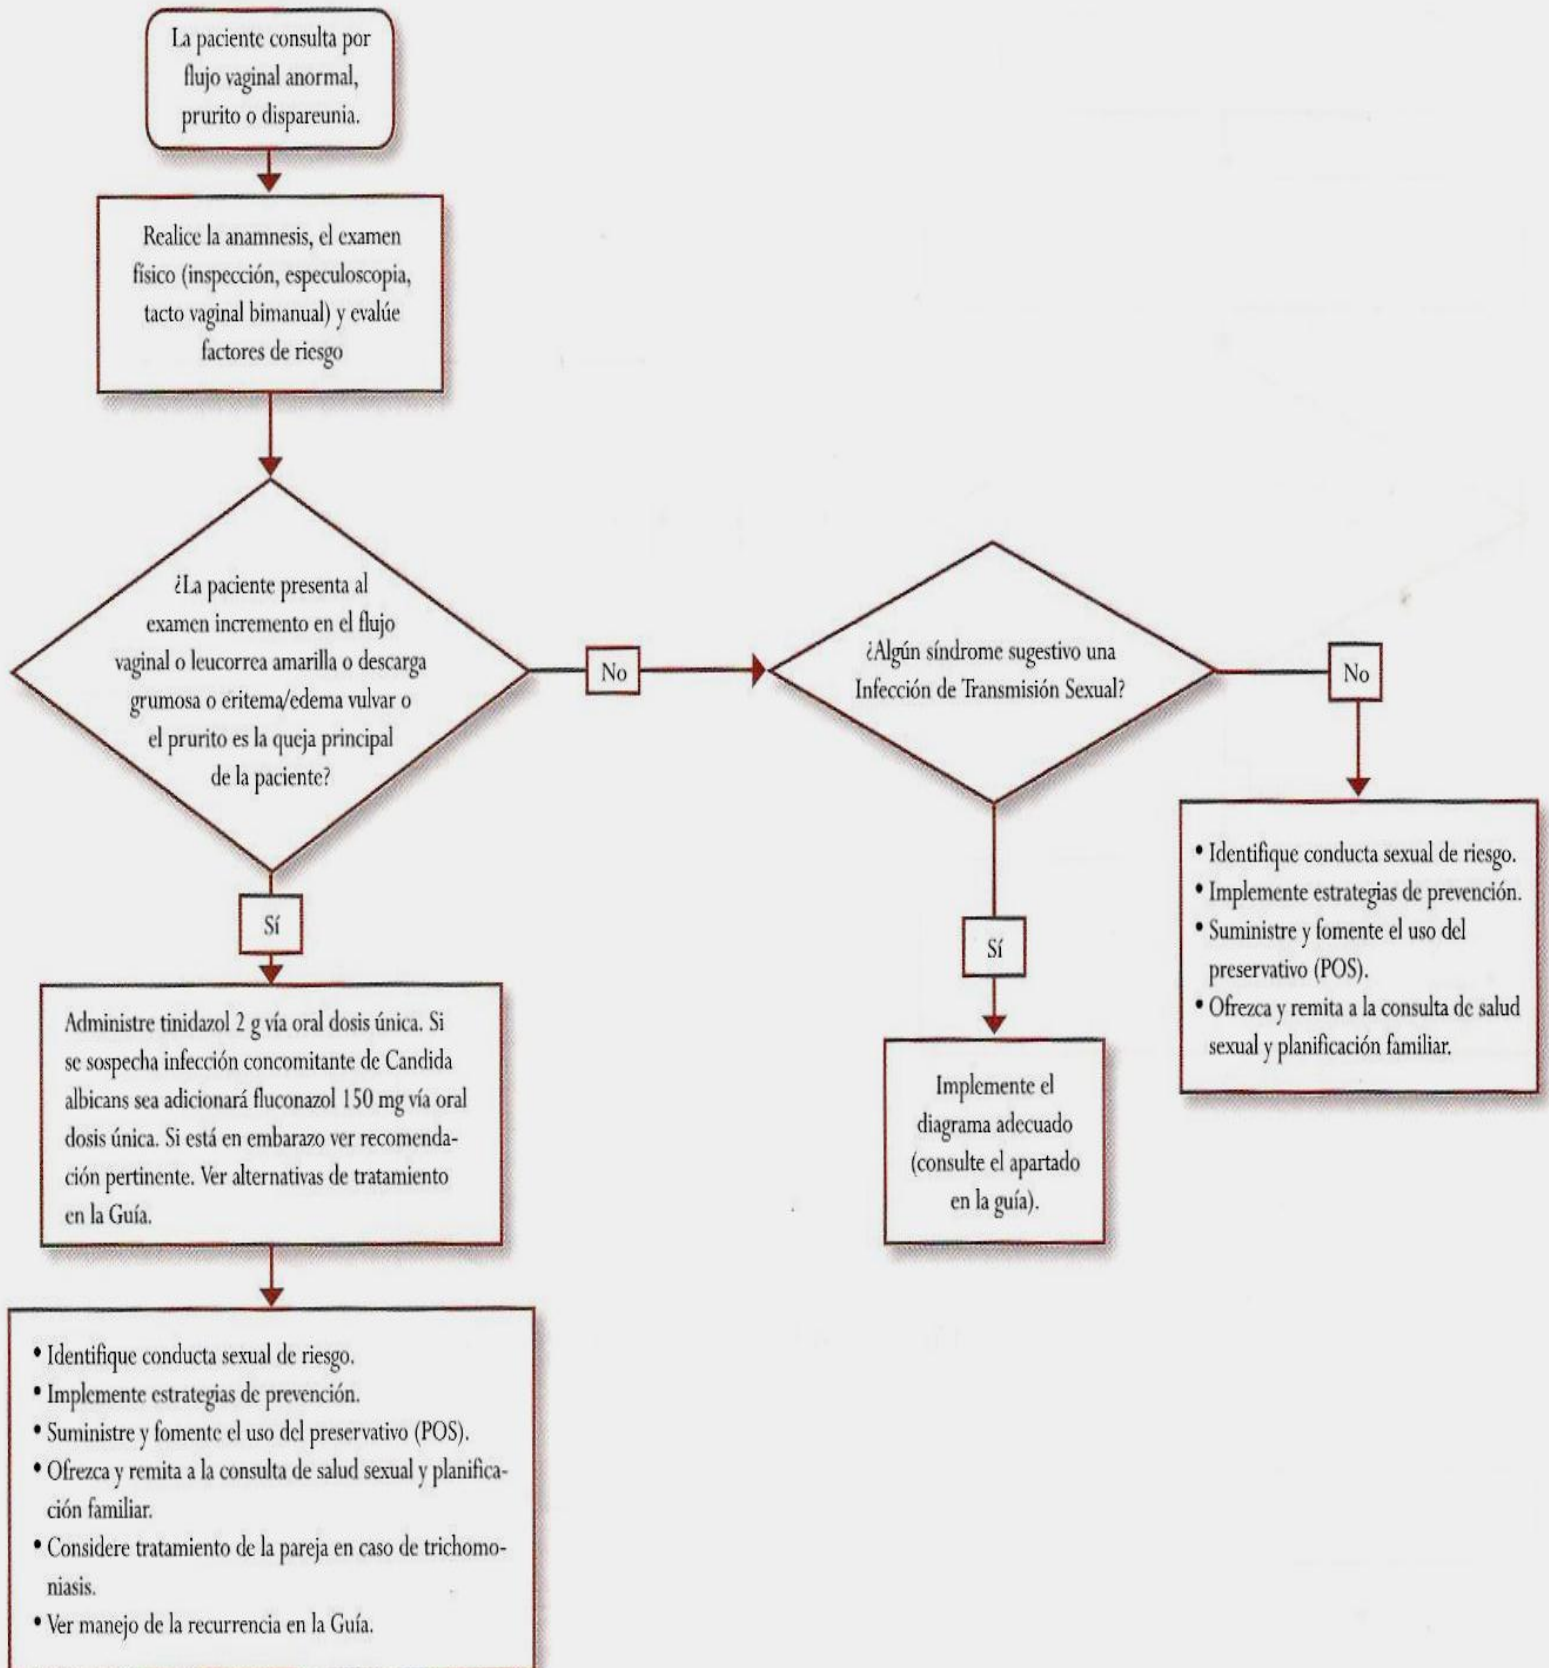 La paciente consulta por
flujo vaginal anormal,
prurito o dispareunia.
Realice la anamnesis, el examen
físico (inspección, especuloscopia,
tacto vaginal bimanual) y evalúe
factores de riesgo
¿La paciente presenta al
examen incremento en el flujo
vaginal o leucorrea amarilla o descarga
grumosa o eritema/edema vulvar o
el prurito es la queja principal
de la paciente?
No
¿Algún síndrome sugestivo una
Infección de Transmisión Sexual?
No
• Identifique conducta sexual de riesgo.
• Implemente estrategias de prevención.
• Suministre y fomente el uso del
preservativo (POS).
• Ofrezca y remita a la consulta de salud
sexual y planificación familiar.
Sí
Implemente el
diagrama adecuado
(consulte el apartado
en la guía).
Sí
Administre tinidazol 2 g vía oral dosis única. Si
se sospecha infección concomitante de Candida
albicans sea adicionará fluconazol 150 mg vía oral
dosis única. Si está en embarazo ver recomenda-
ción pertinente. Ver alternativas de tratamiento
en la Guía.
• Identifique conducta sexual de riesgo.
• Implemente estrategias de prevención.
• Suministre y fomente el uso del preservativo (POS).
• Ofrezca y remita a la consulta de salud sexual y planifica-
ción familiar.
• Considere tratamiento de la pareja en caso de trichomo-
niasis.
• Ver manejo de la recurrencia en la Guía.